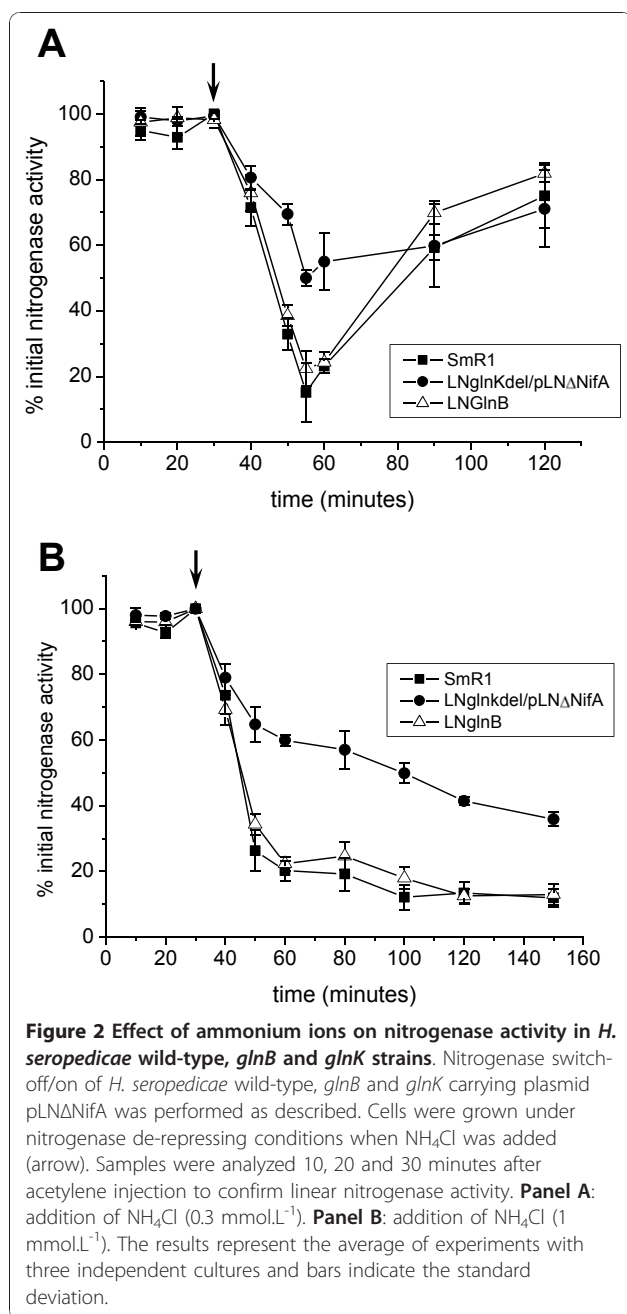 A
% initial nitrogenase activity
100
80
60
40
20
0
SmR1
LNglnKdel/pLNΔNifA
LNGlnB
0 20 40 60 80 100 120
time (minutes)
B
% initial nitrogenase activity
100
80
60
40
20
0
SmR1
LNglnkdel/pLNΔNifA
LNglnB
0 20 40 60 80 100 120 140 160
time (minutes)
Figure 2 Effect of ammonium ions on nitrogenase activity in H.
seropedicae wild-type, glnB and glnK strains. Nitrogenase switch-
off/on of H. seropedicae wild-type, glnB and glnK carrying plasmid
pLNΔNifA was performed as described. Cells were grown under
nitrogenase de-repressing conditions when NH₄Cl was added
(arrow). Samples were analyzed 10, 20 and 30 minutes after
acetylene injection to confirm linear nitrogenase activity. Panel A:
addition of NH₄Cl (0.3 mmol.L⁻¹). Panel B: addition of NH₄Cl (1
mmol.L⁻¹). The results represent the average of experiments with
three independent cultures and bars indicate the standard
deviation.